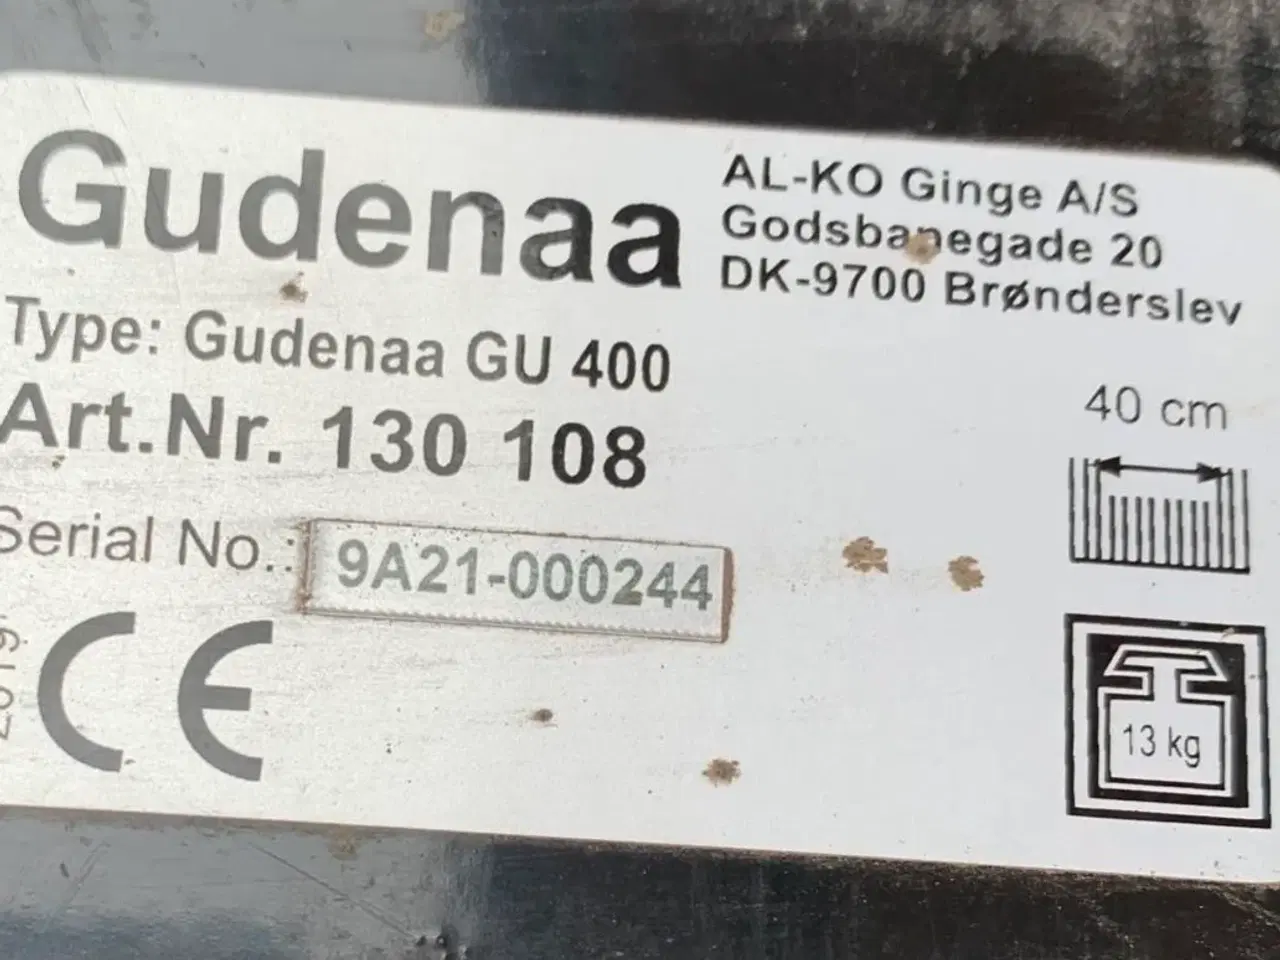 Gudenaa
AL-KO Ginge A/S
Godsbanegade 20
DK-9700 Brønderslev
Type: Gudenaa GU 400
Art.Nr. 130 108
40 cm
Serial No.: 9A21-000244
CE
13 kg